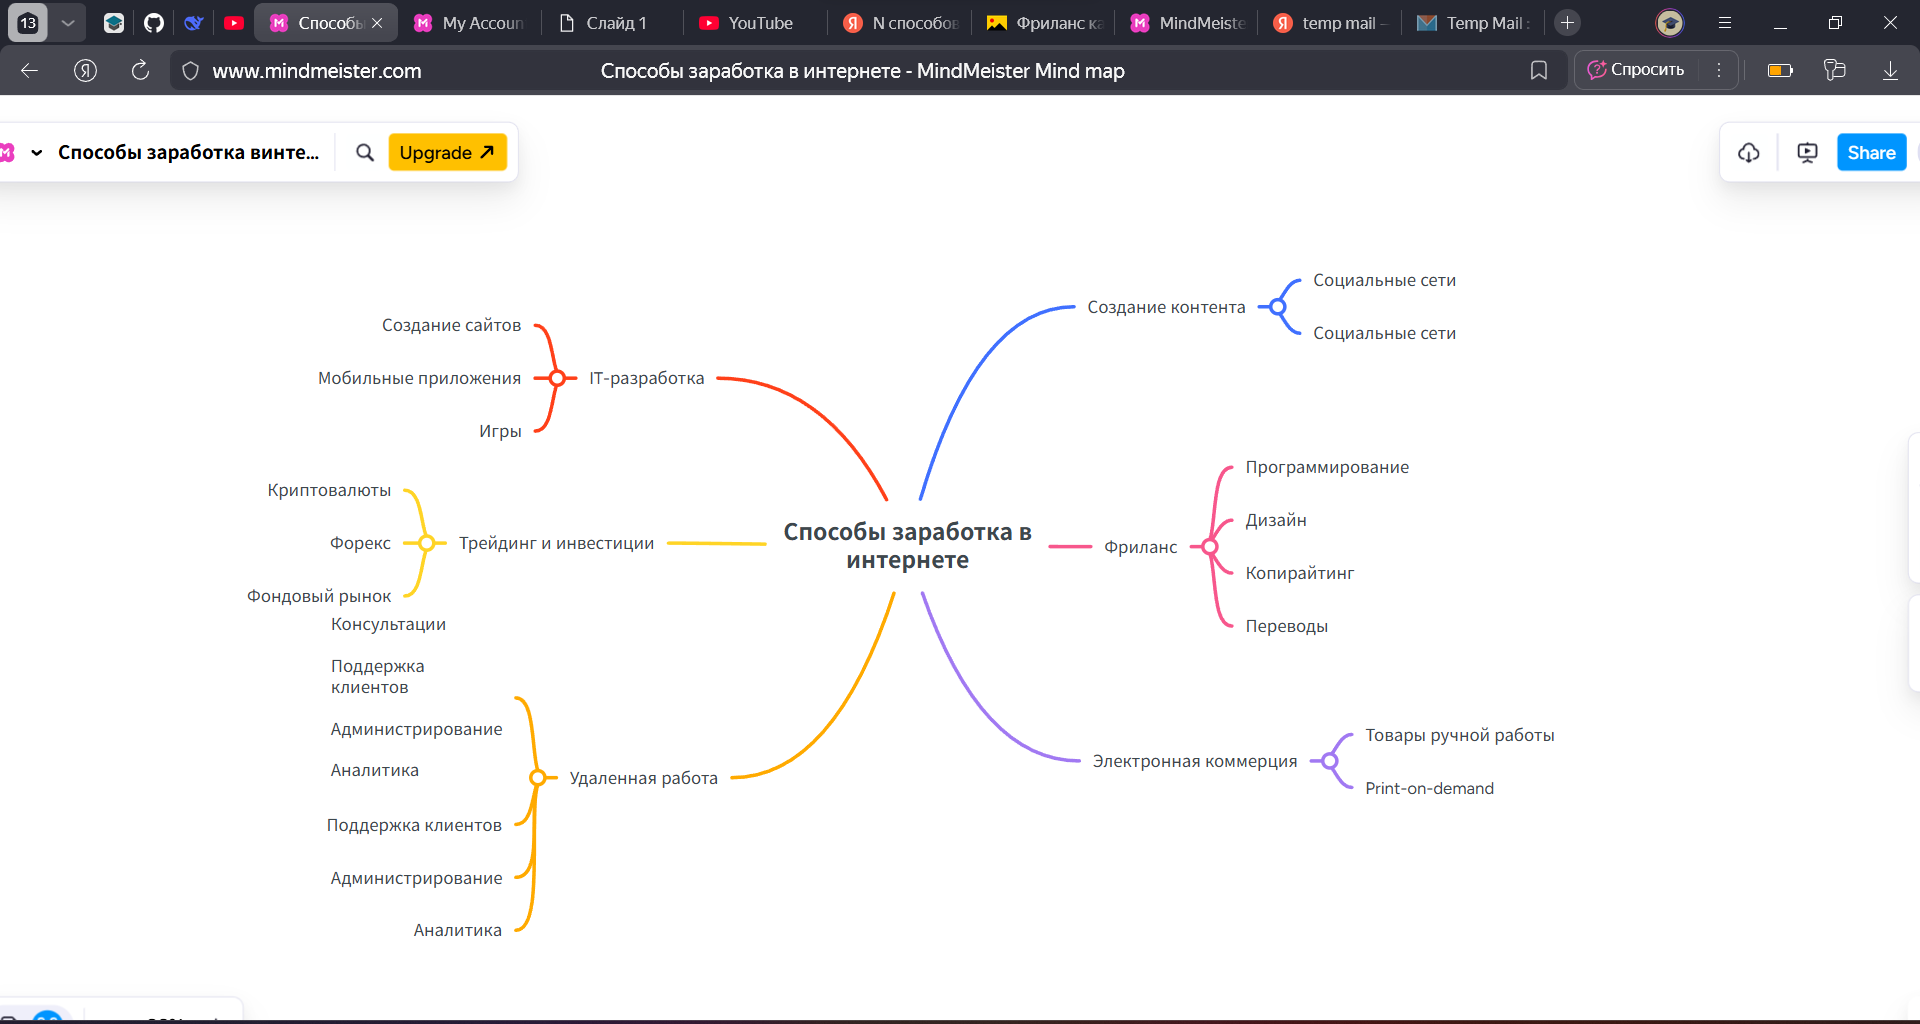 13
Способы
My Accoun
Слайд 1
YouTube
N способов
Фриланс ка
MindMeiste
temp mail –
Temp Mail :
www.mindmeister.com
Способы заработка в интернете - MindMeister Mind map
Спросить
Способы заработка винте...
Upgrade
Share
Создание контента
Социальные сети
Социальные сети
Создание сайтов
Мобильные приложения
IT-разработка
Игры
Криптовалюты
Форекс
Трейдинг и инвестиции
Фондовый рынок
Способы заработка в
интернете
Фриланс
Программирование
Дизайн
Копирайтинг
Переводы
Консультации
Поддержка
клиентов
Администрирование
Аналитика
Удаленная работа
Поддержка клиентов
Администрирование
Аналитика
Электронная коммерция
Товары ручной работы
Print-on-demand